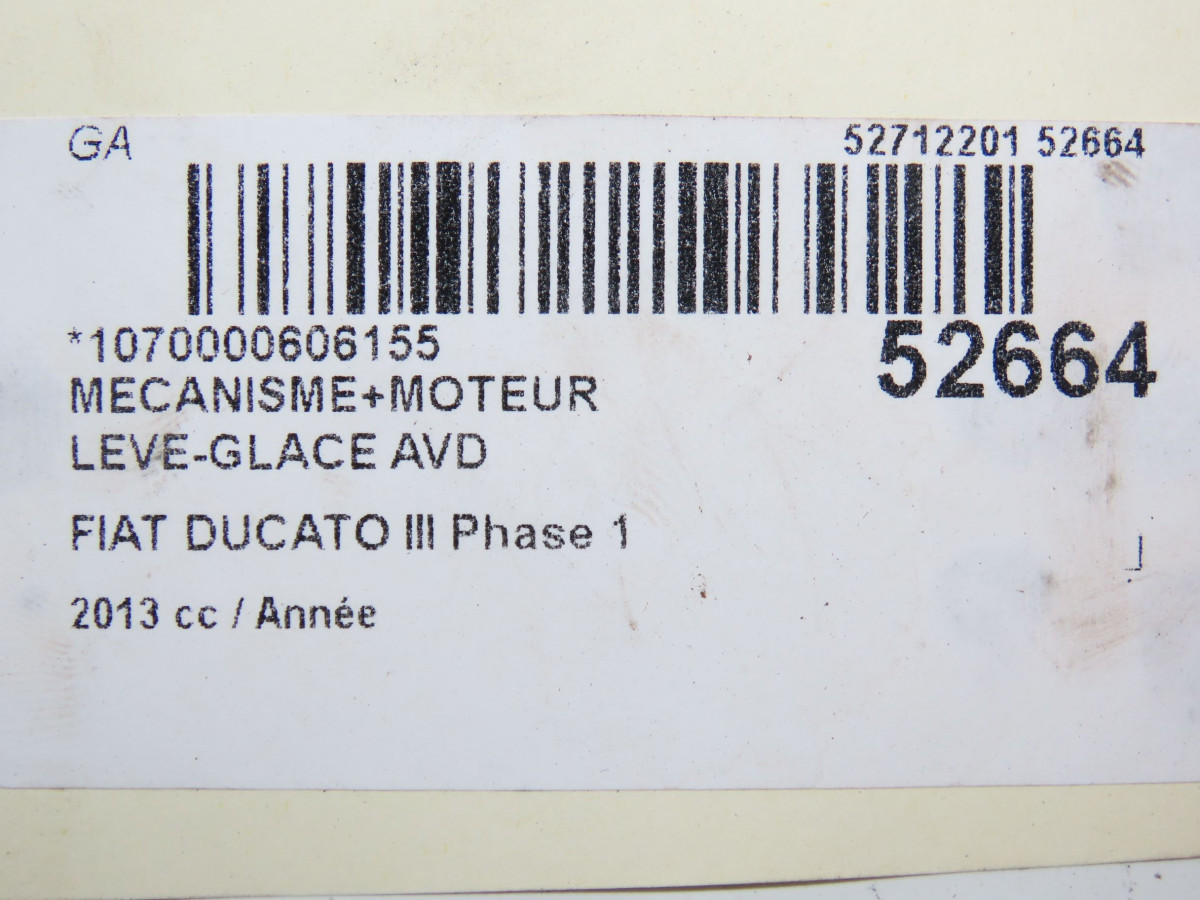 GA 52712201 52664
*1070000606155
52664
MECANISME+MOTEUR
LEVE-GLACE AVD
FIAT DUCATO III Phase 1
2013 cc / Année